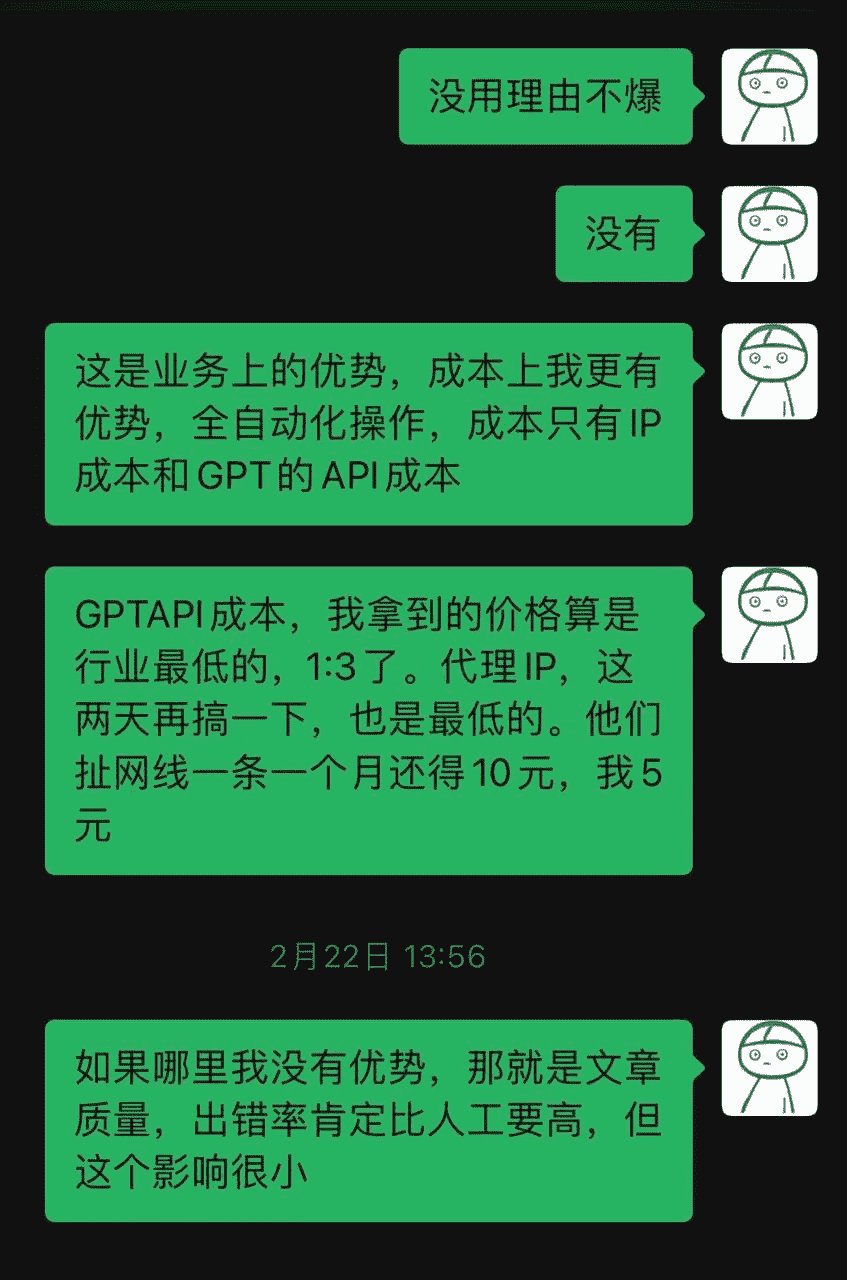 没用理由不爆
没有
这是业务上的优势，成本上我更有
优势，全自动化操作，成本只有IP
成本和GPT的API成本
GPTAPI成本，我拿到的价格算是
行业最低的，1:3了。代理IP，这
两天再搞一下，也是最低的。他们
扯网线一条一个月还得10元，我5
元
2月22日 13:56
如果哪里我没有优势，那就是文章
质量，出错率肯定比人工要高，但
这个影响很小